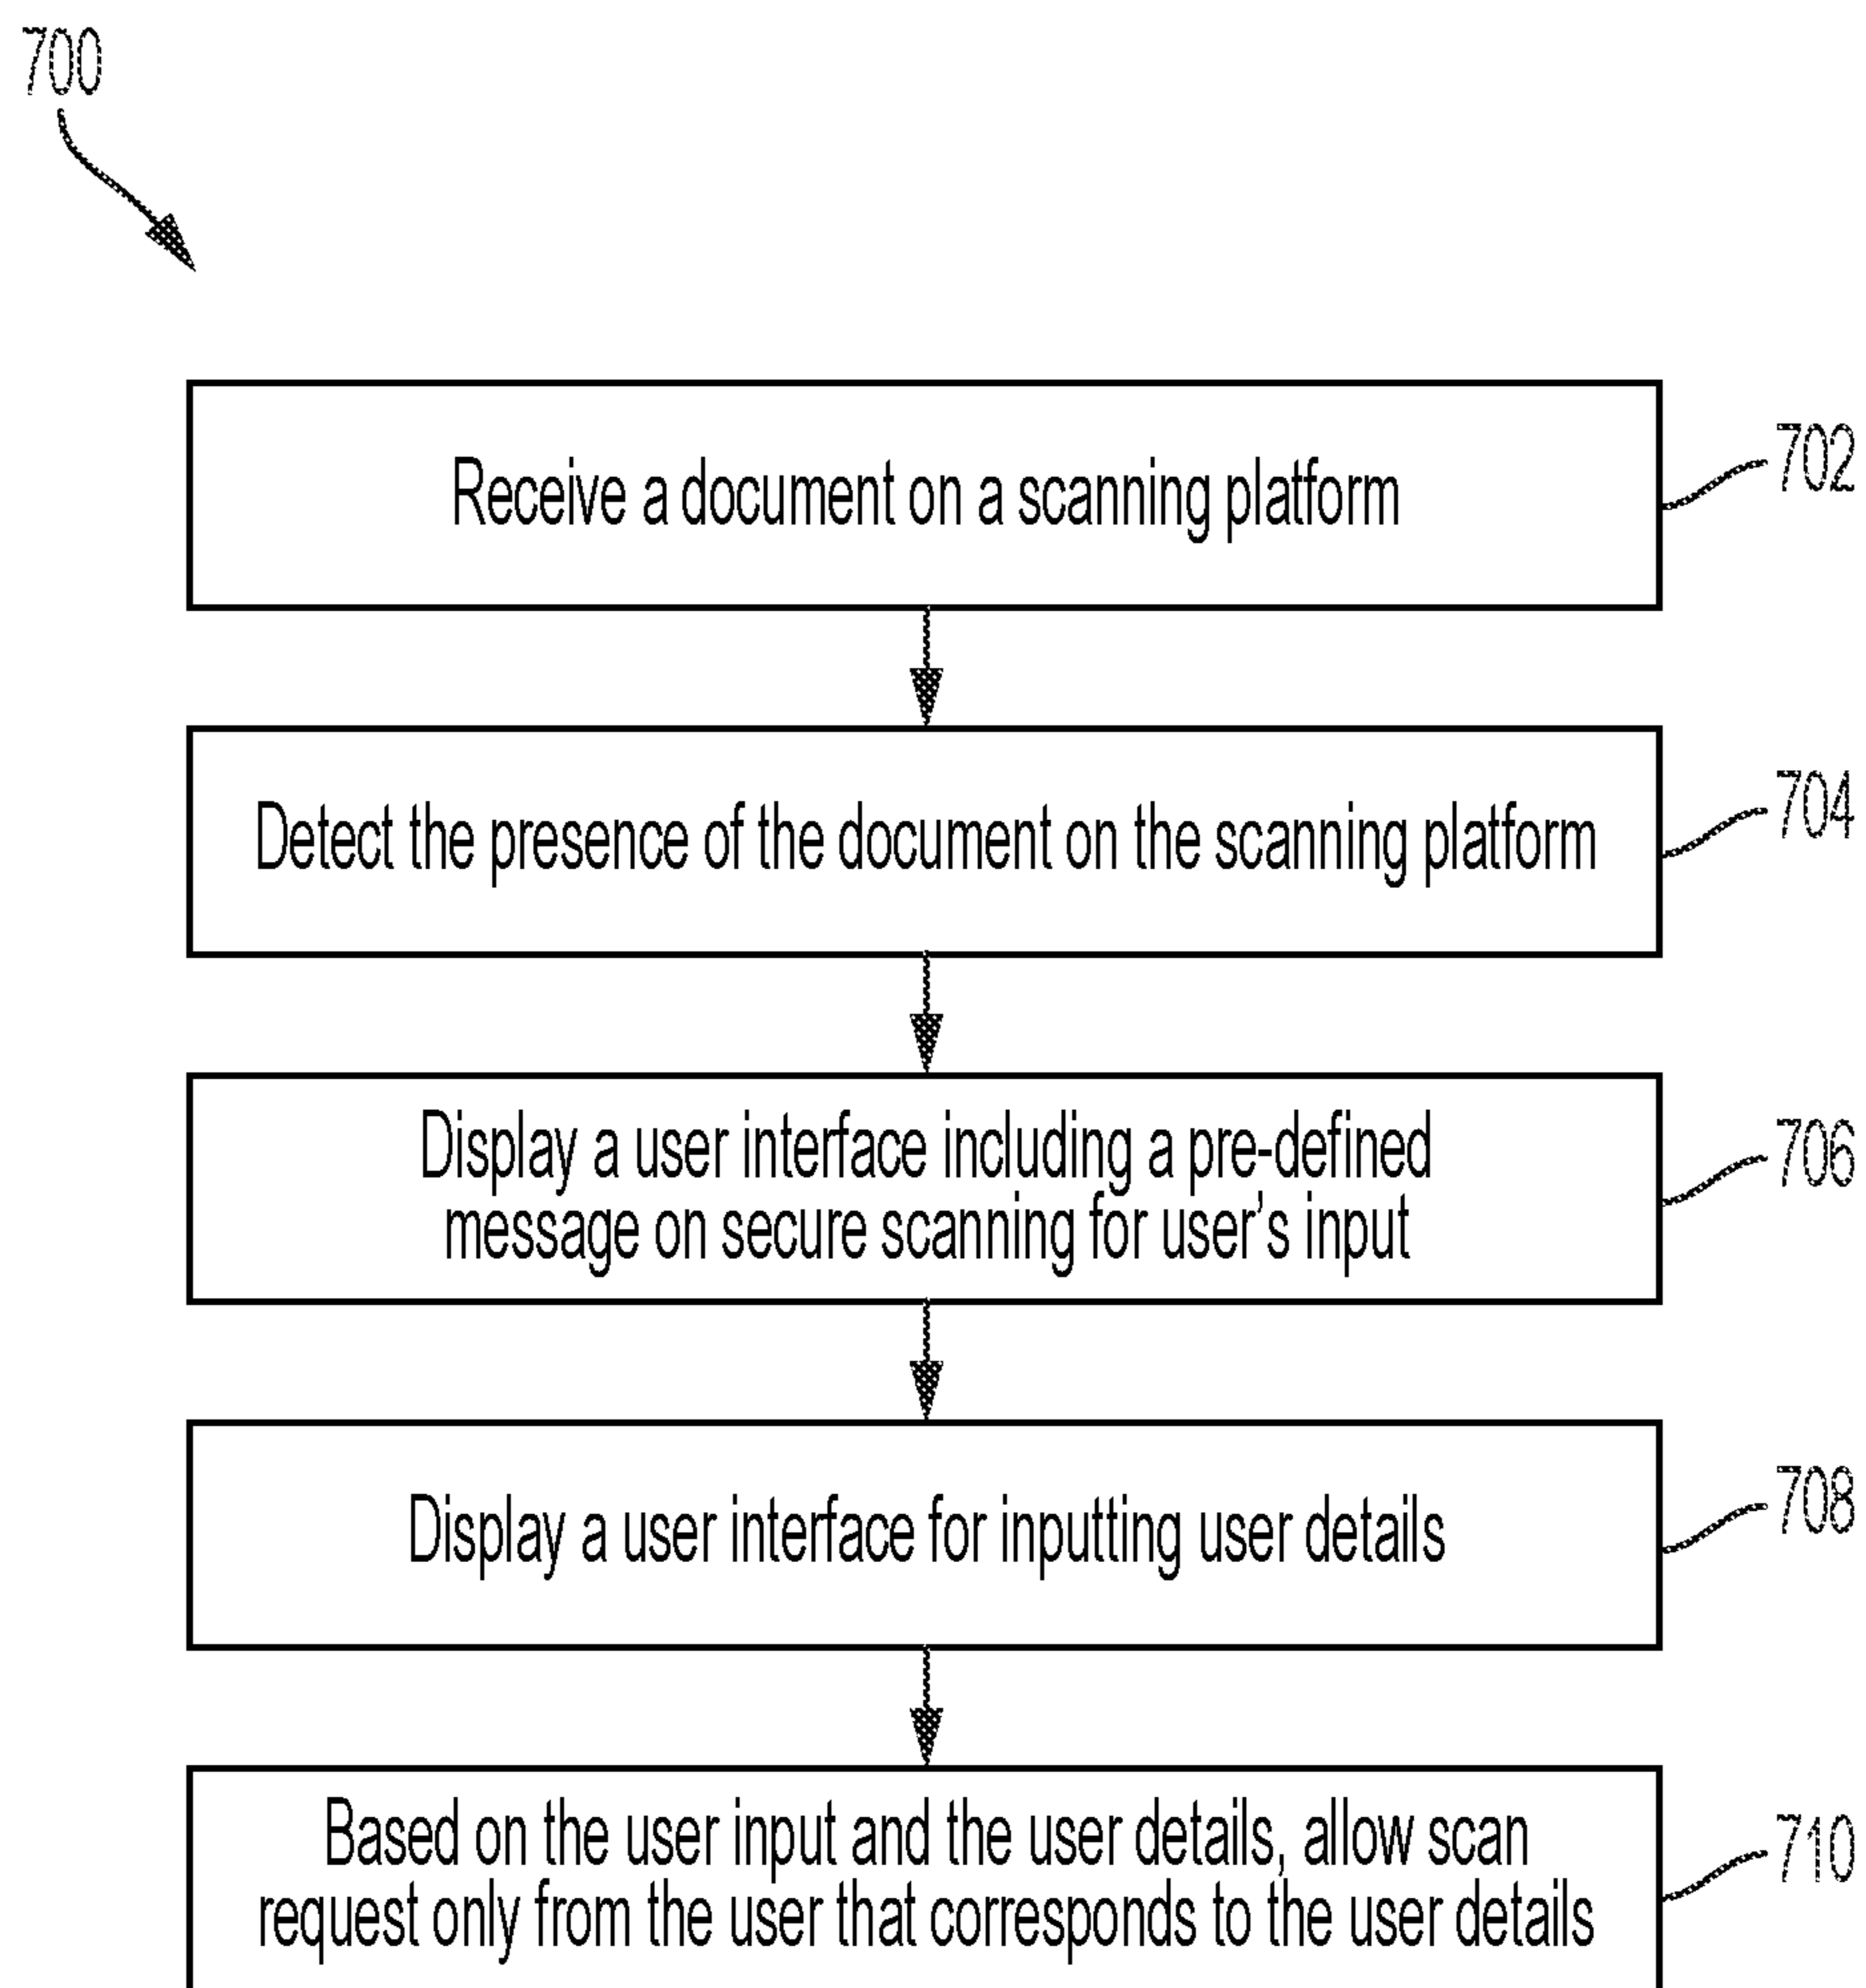 700
Receive a document on a scanning platform
702
Detect the presence of the document on the scanning platform
704
Display a user interface including a pre-defined
message on secure scanning for user's input
706
Display a user interface for inputting user details
708
Based on the user input and the user details, allow scan
request only from the user that corresponds to the user details
710